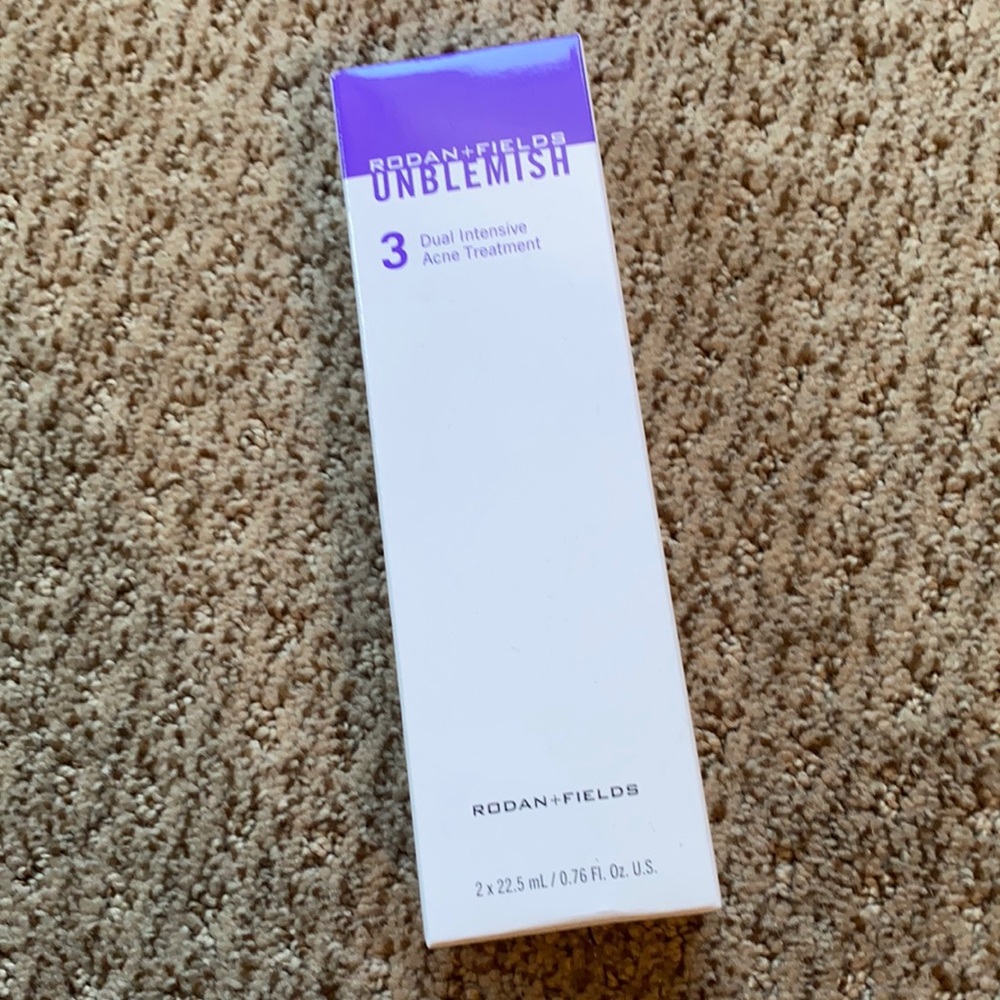 RODAN+FIELDS
UNBLEMISH
3 Dual Intensive
Acne Treatment
RODAN+FIELDS
2 x 22.5 mL / 0.76 Fl. Oz. U.S.